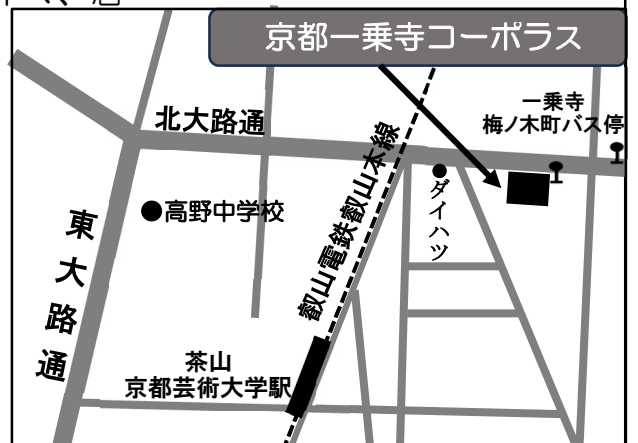 京都一乗寺コーポラス
一乗寺
梅ノ木町バス停
北大路通
叡山電鉄叡山本線
ダイハツ
●高野中学校
東大路通
茶山
京都芸術大学駅